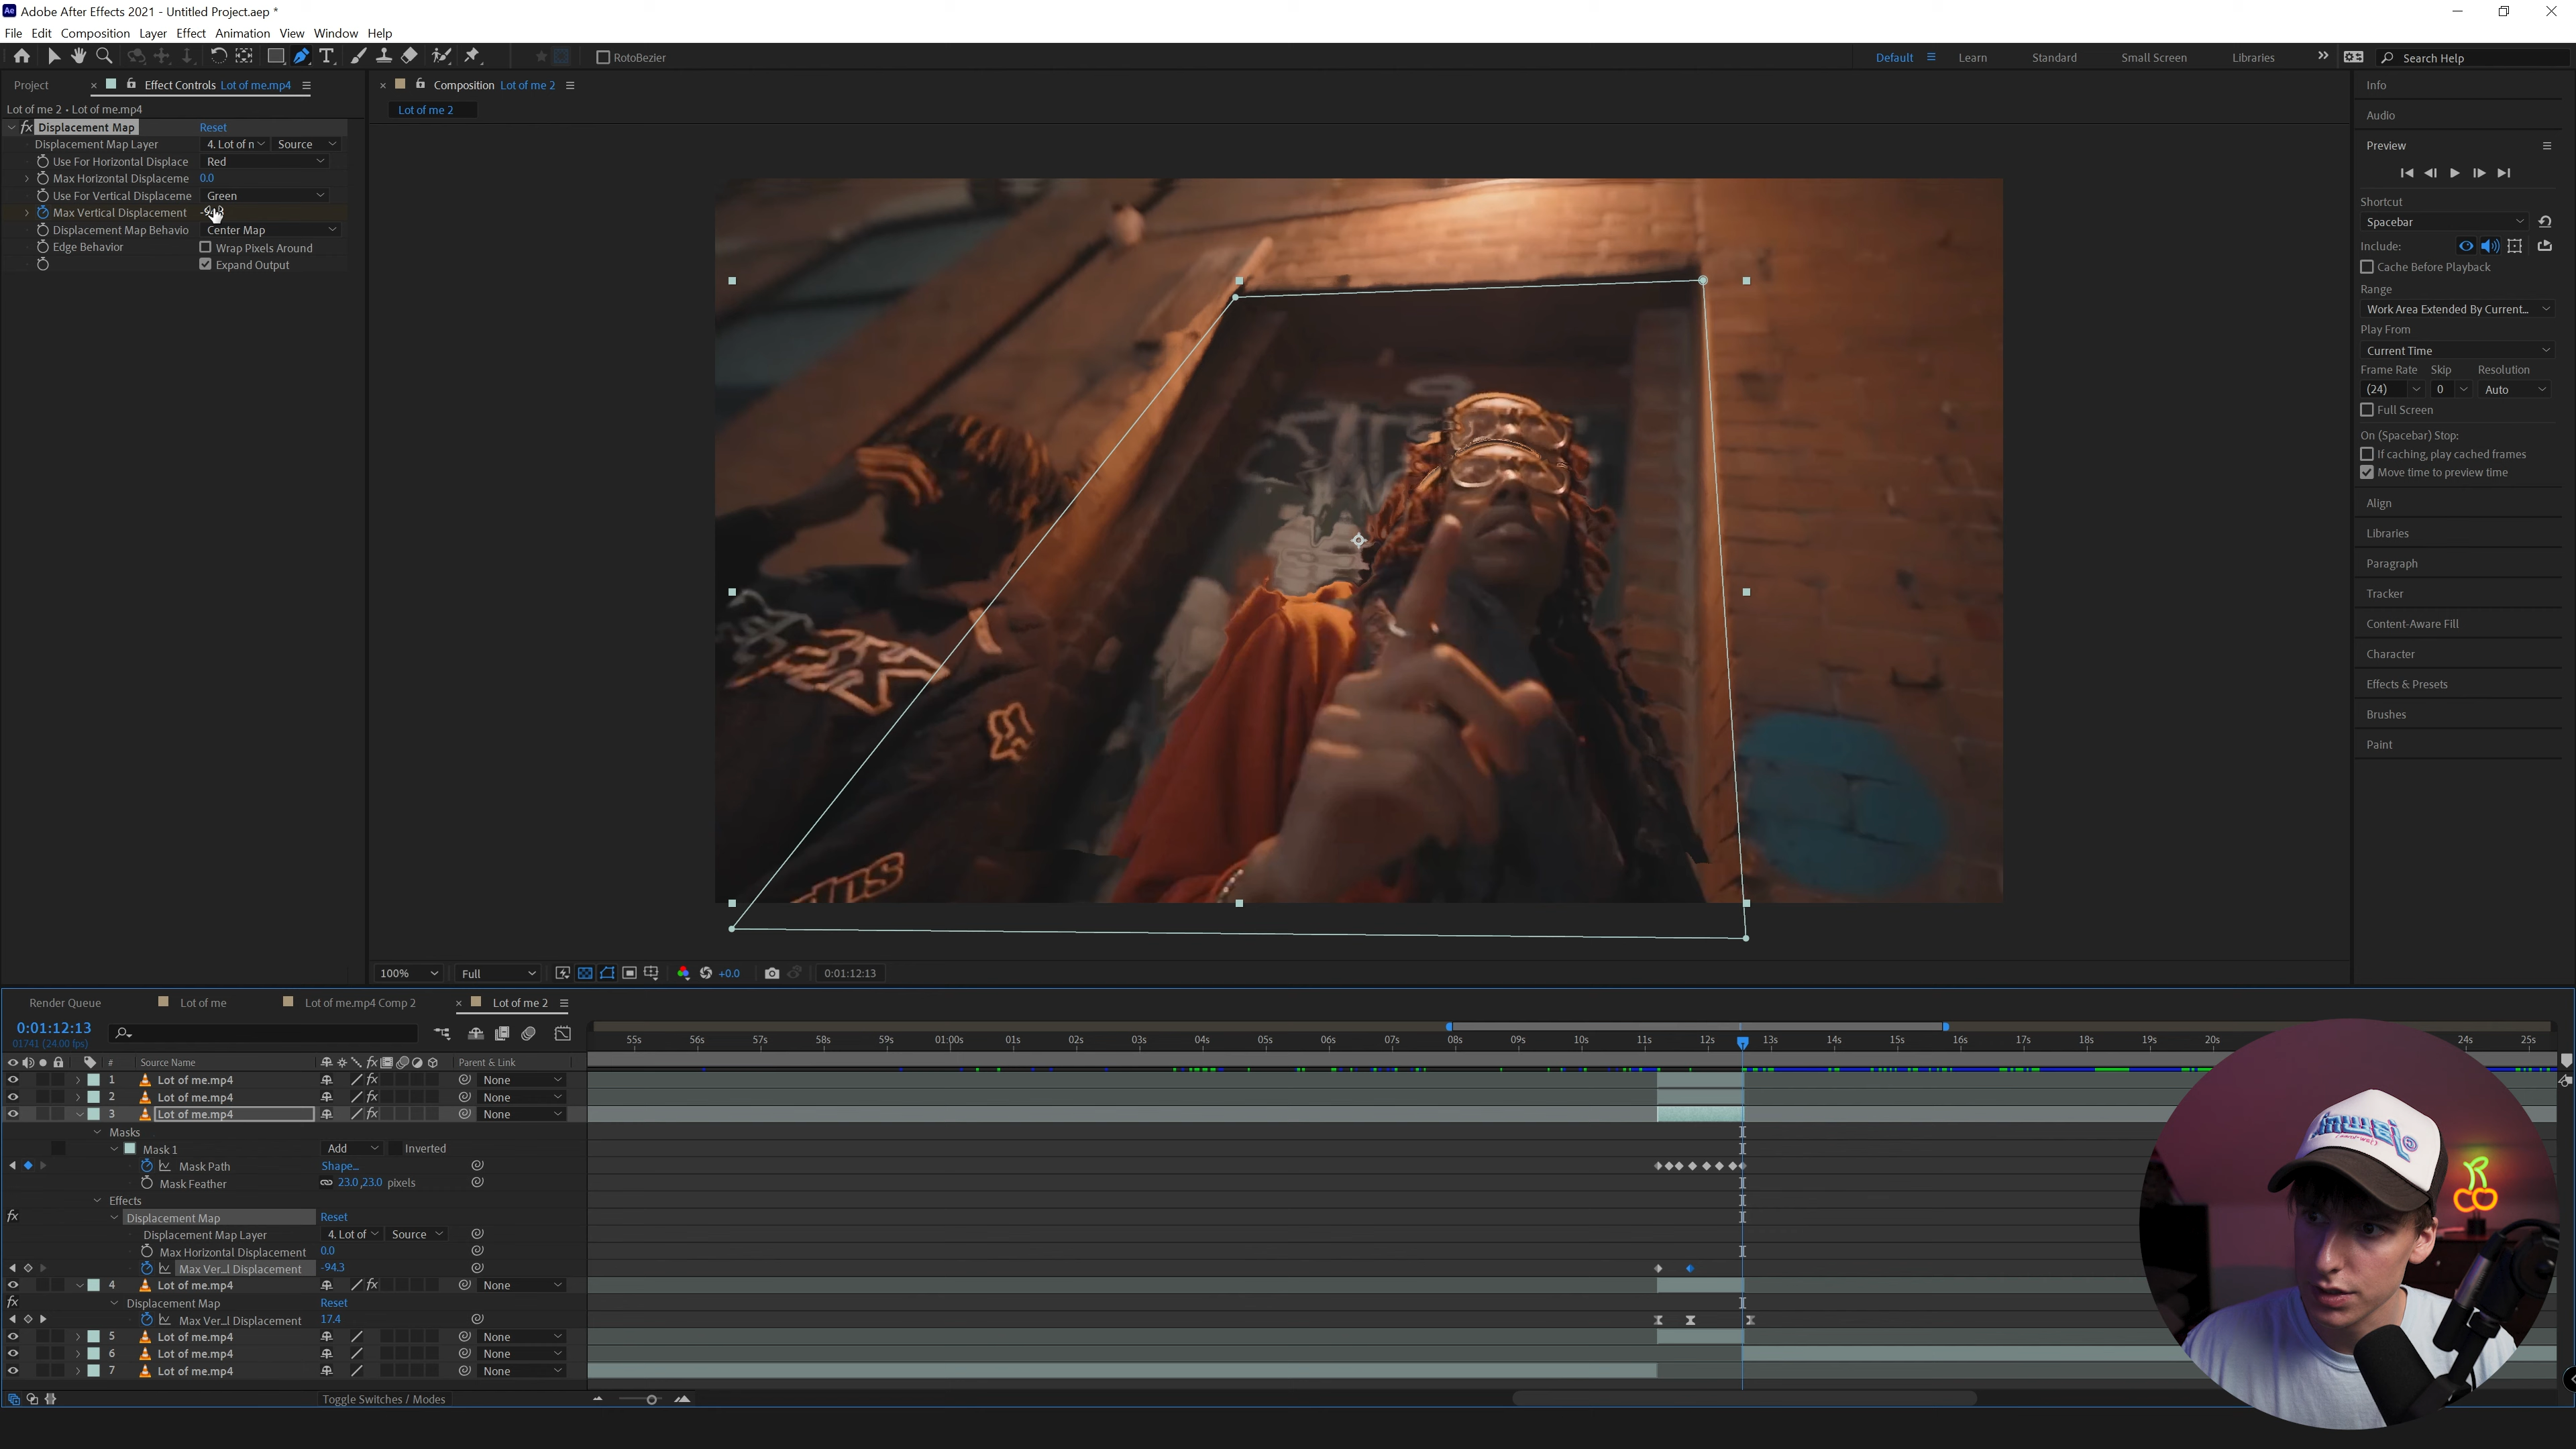 Adobe After Effects 2021 - Untitled Project.aep *
File Edit Composition Layer Effect Animation View Window Help
RotoBezier
Default Learn Standard Small Screen Libraries Search Help
Project Effect Controls Lot of me.mp4
Lot of me 2 • Lot of me.mp4
fx Displacement Map Reset
Displacement Map Layer 4. Lot of n Source
Use For Horizontal Displace Red
Max Horizontal Displaceme 0.0
Use For Vertical Displaceme Green
Max Vertical Displacement
Displacement Map Behavio Center Map
Edge Behavior Wrap Pixels Around
Expand Output
Composition Lot of me 2
Lot of me 2
100% Full +0.0 0:01:12:13
Info
Audio
Preview
Shortcut
Spacebar
Include:
Cache Before Playback
Range
Work Area Extended By Current...
Play From
Current Time
Frame Rate Skip Resolution
(24) 0 Auto
Full Screen
On (Spacebar) Stop:
If caching, play cached frames
Move time to preview time
Align
Libraries
Paragraph
Tracker
Content-Aware Fill
Character
Effects & Presets
Brushes
Paint
Render Queue Lot of me Lot of me.mp4 Comp 2 Lot of me 2
0:01:12:13
01741 (24.00 fps)
55s 56s 57s 58s 59s 01:00s 01s 02s 03s 04s 05s 06s 07s 08s 09s 10s 11s 12s 13s 14s 15s 16s 17s 18s 19s 20s 24s 25s
# Source Name fx Parent & Link
1 Lot of me.mp4 fx None
2 Lot of me.mp4 fx None
3 Lot of me.mp4 fx None
Masks
Mask 1 Add Inverted
Mask Path Shape...
Mask Feather 23.0,23.0 pixels
Effects
fx Displacement Map Reset
Displacement Map Layer 4. Lot of Source
Max Horizontal Displacement 0.0
Max Ver...l Displacement -94.3
4 Lot of me.mp4 fx None
fx Displacement Map Reset
Max Ver...l Displacement 17.4
5 Lot of me.mp4 None
6 Lot of me.mp4 None
7 Lot of me.mp4 None
Toggle Switches / Modes